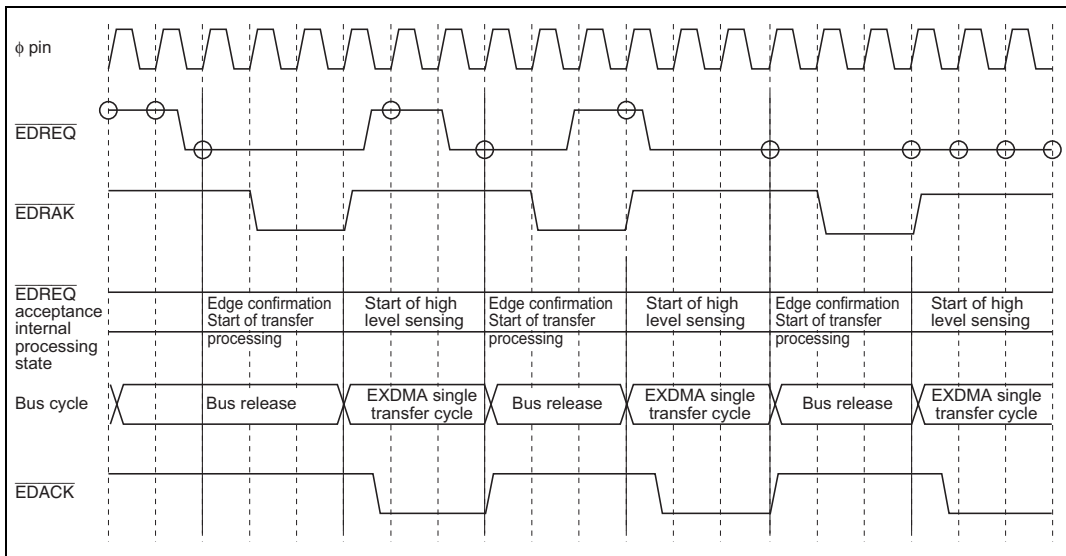 φ pin
EDREQ
EDRAK
EDREQ
acceptance
internal
processing
state
Edge confirmation
Start of transfer
processing
Start of high
level sensing
Edge confirmation
Start of transfer
processing
Start of high
level sensing
Edge confirmation
Start of transfer
processing
Start of high
level sensing
Bus cycle
Bus release
EXDMA single
transfer cycle
Bus release
EXDMA single
transfer cycle
Bus release
EXDMA single
transfer cycle
EDACK